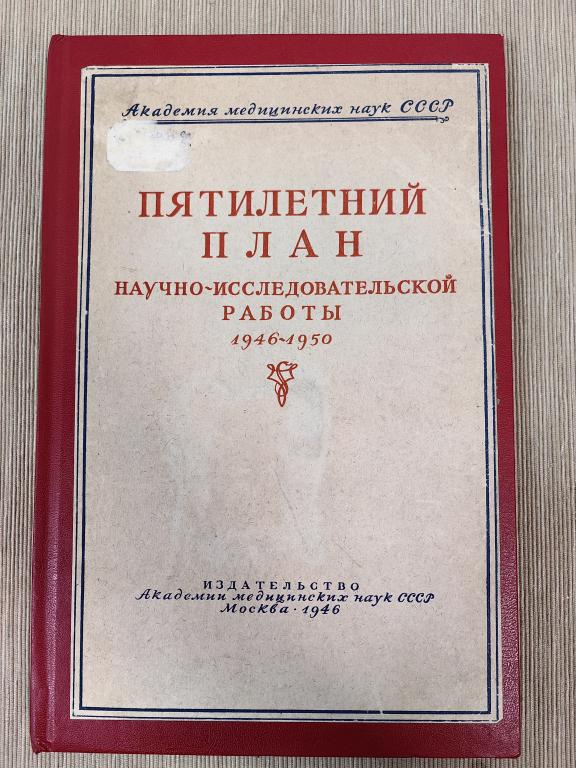 Академия медицинских наук СССР
ПЯТИЛЕТНИЙ
ПЛАН
НАУЧНО-ИССЛЕДОВАТЕЛЬСКОЙ
РАБОТЫ
1946-1950
ИЗДАТЕЛЬСТВО
Академии медицинских наук СССР
Москва · 1946